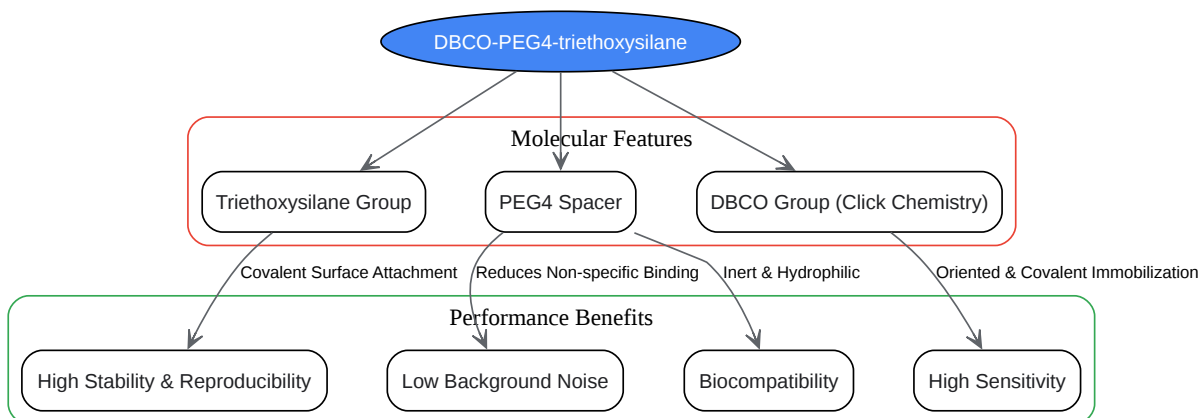 DBCO-PEG4-triethoxysilane
Molecular Features
Triethoxysilane Group
PEG4 Spacer
DBCO Group (Click Chemistry)
Covalent Surface Attachment
Reduces Non-specific Binding
Inert & Hydrophilic
Oriented & Covalent Immobilization
Performance Benefits
High Stability & Reproducibility
Low Background Noise
Biocompatibility
High Sensitivity